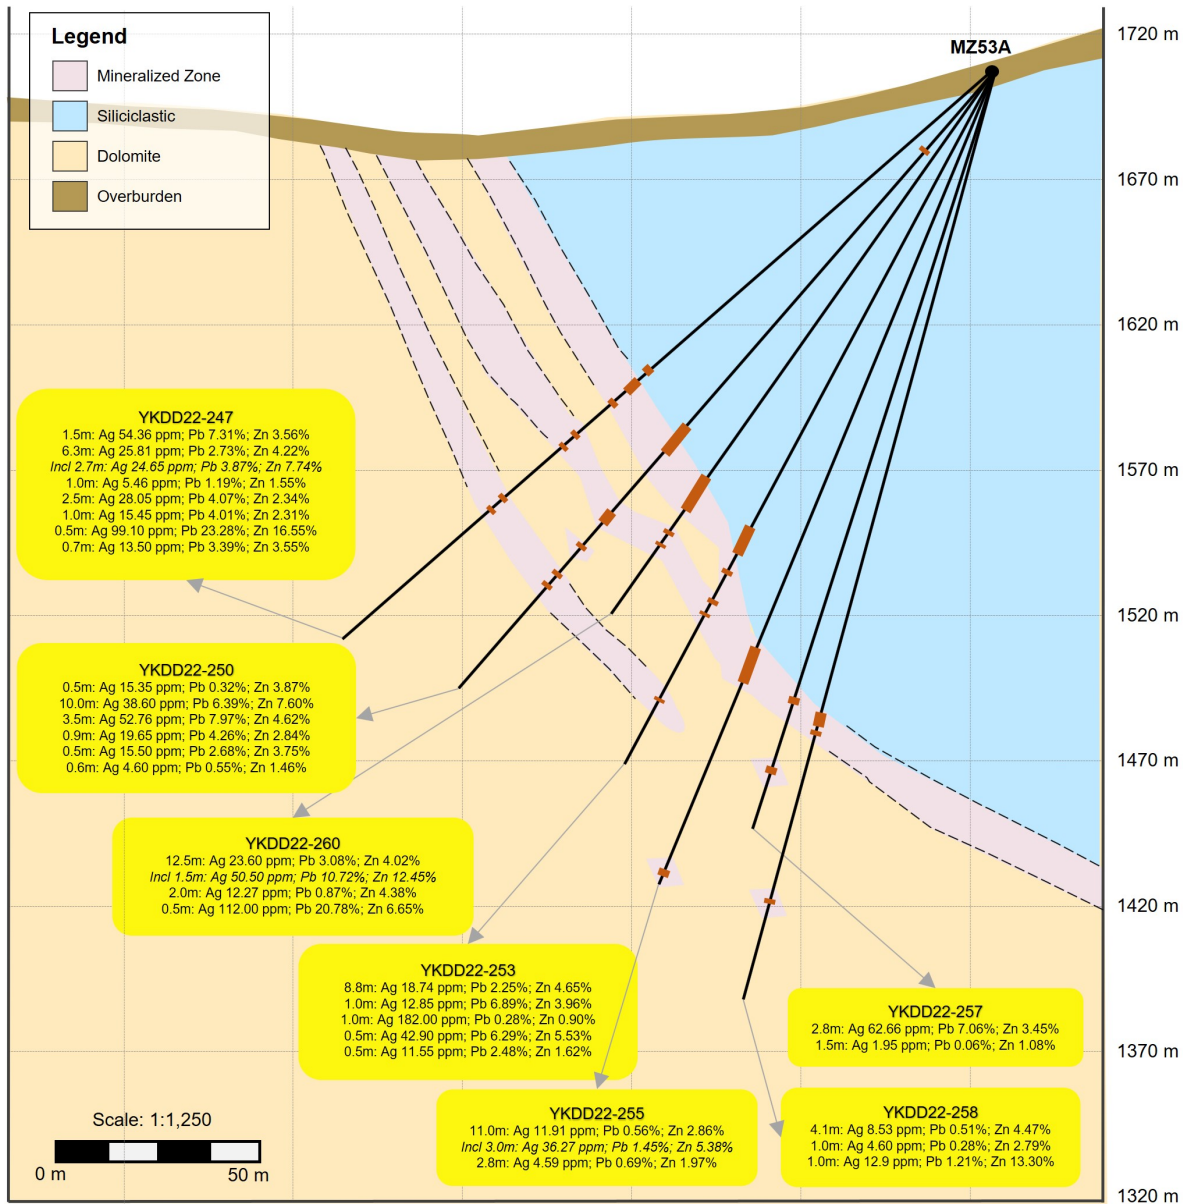 Legend
Mineralized Zone
Siliciclastic
Dolomite
Overburden
MZ53A
1720 m
1670 m
1620 m
1570 m
1520 m
1470 m
1420 m
1370 m
1320 m
YKDD22-247
1.5m: Ag 54.36 ppm; Pb 7.31%; Zn 3.56%
6.3m: Ag 25.81 ppm; Pb 2.73%; Zn 4.22%
Incl 2.7m: Ag 24.65 ppm; Pb 3.87%; Zn 7.74%
1.0m: Ag 5.46 ppm; Pb 1.19%; Zn 1.55%
2.5m: Ag 28.05 ppm; Pb 4.07%; Zn 2.34%
1.0m: Ag 15.45 ppm; Pb 4.01%; Zn 2.31%
0.5m: Ag 99.10 ppm; Pb 23.28%; Zn 16.55%
0.7m: Ag 13.50 ppm; Pb 3.39%; Zn 3.55%
YKDD22-250
0.5m: Ag 15.35 ppm; Pb 0.32%; Zn 3.87%
10.0m: Ag 38.60 ppm; Pb 6.39%; Zn 7.60%
3.5m: Ag 52.76 ppm; Pb 7.97%; Zn 4.62%
0.9m: Ag 19.65 ppm; Pb 4.26%; Zn 2.84%
0.5m: Ag 15.50 ppm; Pb 2.68%; Zn 3.75%
0.6m: Ag 4.60 ppm; Pb 0.55%; Zn 1.46%
YKDD22-260
12.5m: Ag 23.60 ppm; Pb 3.08%; Zn 4.02%
Incl 1.5m: Ag 50.50 ppm; Pb 10.72%; Zn 12.45%
2.0m: Ag 12.27 ppm; Pb 0.87%; Zn 4.38%
0.5m: Ag 112.00 ppm; Pb 20.78%; Zn 6.65%
YKDD22-253
8.8m: Ag 18.74 ppm; Pb 2.25%; Zn 4.65%
1.0m: Ag 12.85 ppm; Pb 6.89%; Zn 3.96%
1.0m: Ag 182.00 ppm; Pb 0.28%; Zn 0.90%
0.5m: Ag 42.90 ppm; Pb 6.29%; Zn 5.53%
0.5m: Ag 11.55 ppm; Pb 2.48%; Zn 1.62%
YKDD22-257
2.8m: Ag 62.66 ppm; Pb 7.06%; Zn 3.45%
1.5m: Ag 1.95 ppm; Pb 0.06%; Zn 1.08%
YKDD22-255
11.0m: Ag 11.91 ppm; Pb 0.56%; Zn 2.86%
Incl 3.0m: Ag 36.27 ppm; Pb 1.45%; Zn 5.38%
2.8m: Ag 4.59 ppm; Pb 0.69%; Zn 1.97%
YKDD22-258
4.1m: Ag 8.53 ppm; Pb 0.51%; Zn 4.47%
1.0m: Ag 4.60 ppm; Pb 0.28%; Zn 2.79%
1.0m: Ag 12.9 ppm; Pb 1.21%; Zn 13.30%
Scale: 1:1,250
0 m 50 m